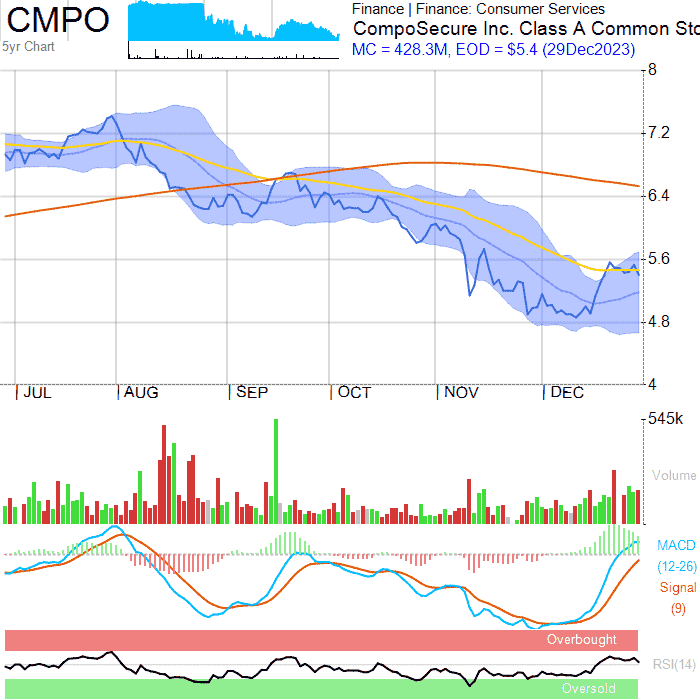 CMPO
5yr Chart
Finance | Finance: Consumer Services
CompoSecure Inc. Class A Common Sto
MC = 428.3M, EOD = $5.4 (29Dec2023)
8
7.2
6.4
5.6
4.8
4
JUL
AUG
SEP
OCT
NOV
DEC
545k
Volume
MACD
(12-26)
Signal
(9)
Overbought
RSI(14)
Oversold